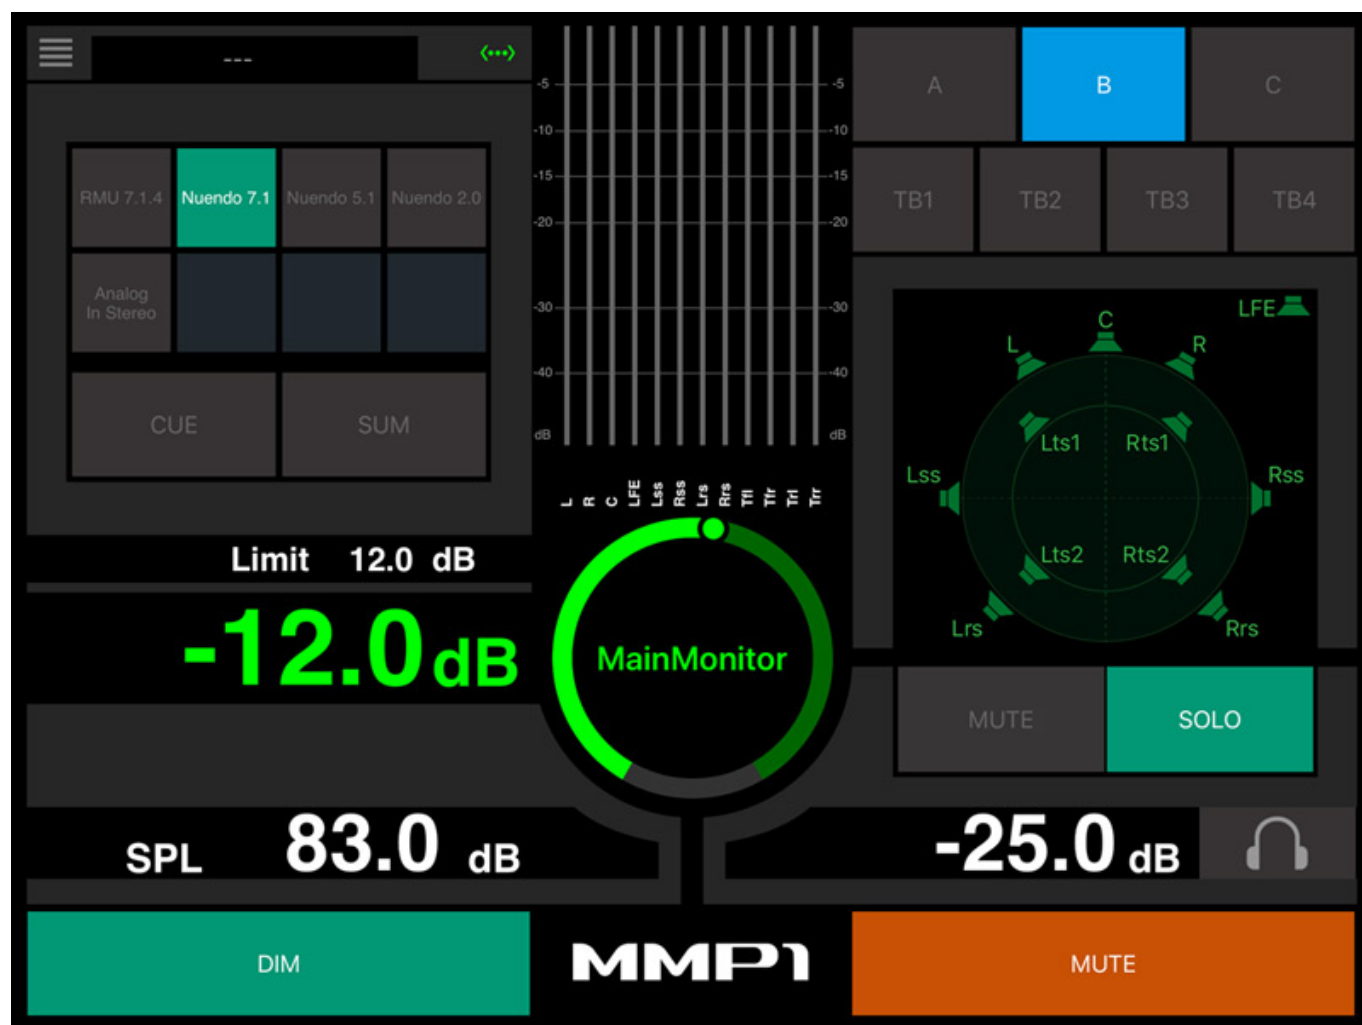 ---
RMU 7.1.4
Nuendo 7.1
Nuendo 5.1
Nuendo 2.0
Analog
In Stereo
CUE
SUM
Limit 12.0 dB
-12.0 dB
SPL 83.0 dB
DIM
-5
-10
-15
-20
-30
-40
dB
-5
-10
-15
-20
-30
-40
dB
L
R
C
LFE
Lss
Rss
Lrs
Rrs
Tfl
Tfr
Trl
Trr
MainMonitor
MMP1
A
B
C
TB1
TB2
TB3
TB4
LFE
C
L
R
Lts1
Rts1
Lss
Rss
Lts2
Rts2
Lrs
Rrs
MUTE
SOLO
-25.0 dB
MUTE